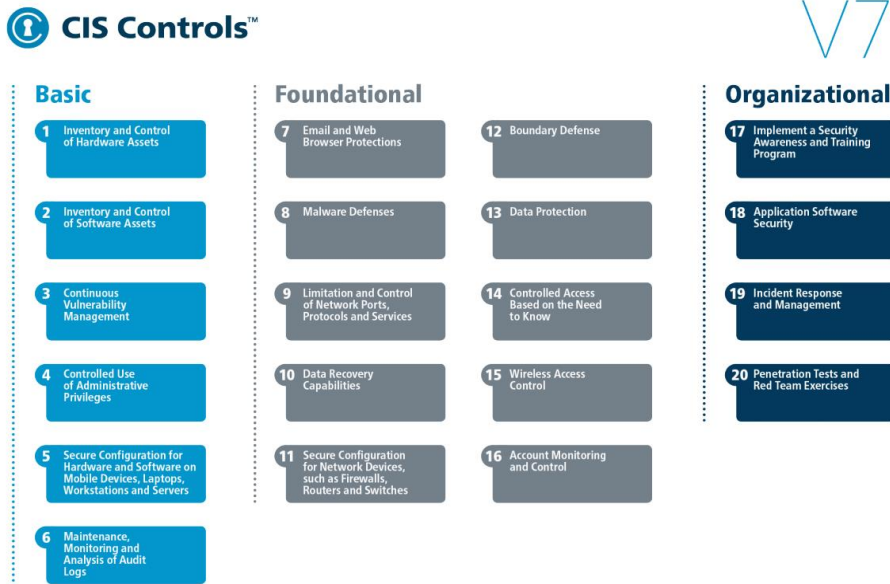 CIS Controls™
V7
Basic
1 Inventory and Control
of Hardware Assets
2 Inventory and Control
of Software Assets
3 Continuous
Vulnerability
Management
4 Controlled Use
of Administrative
Privileges
5 Secure Configuration for
Hardware and Software on
Mobile Devices, Laptops,
Workstations and Servers
6 Maintenance,
Monitoring and
Analysis of Audit
Logs
Foundational
7 Email and Web
Browser Protections
8 Malware Defenses
9 Limitation and Control
of Network Ports,
Protocols and Services
10 Data Recovery
Capabilities
11 Secure Configuration
for Network Devices,
such as Firewalls,
Routers and Switches
12 Boundary Defense
13 Data Protection
14 Controlled Access
Based on the Need
to Know
15 Wireless Access
Control
16 Account Monitoring
and Control
Organizational
17 Implement a Security
Awareness and Training
Program
18 Application Software
Security
19 Incident Response
and Management
20 Penetration Tests and
Red Team Exercises